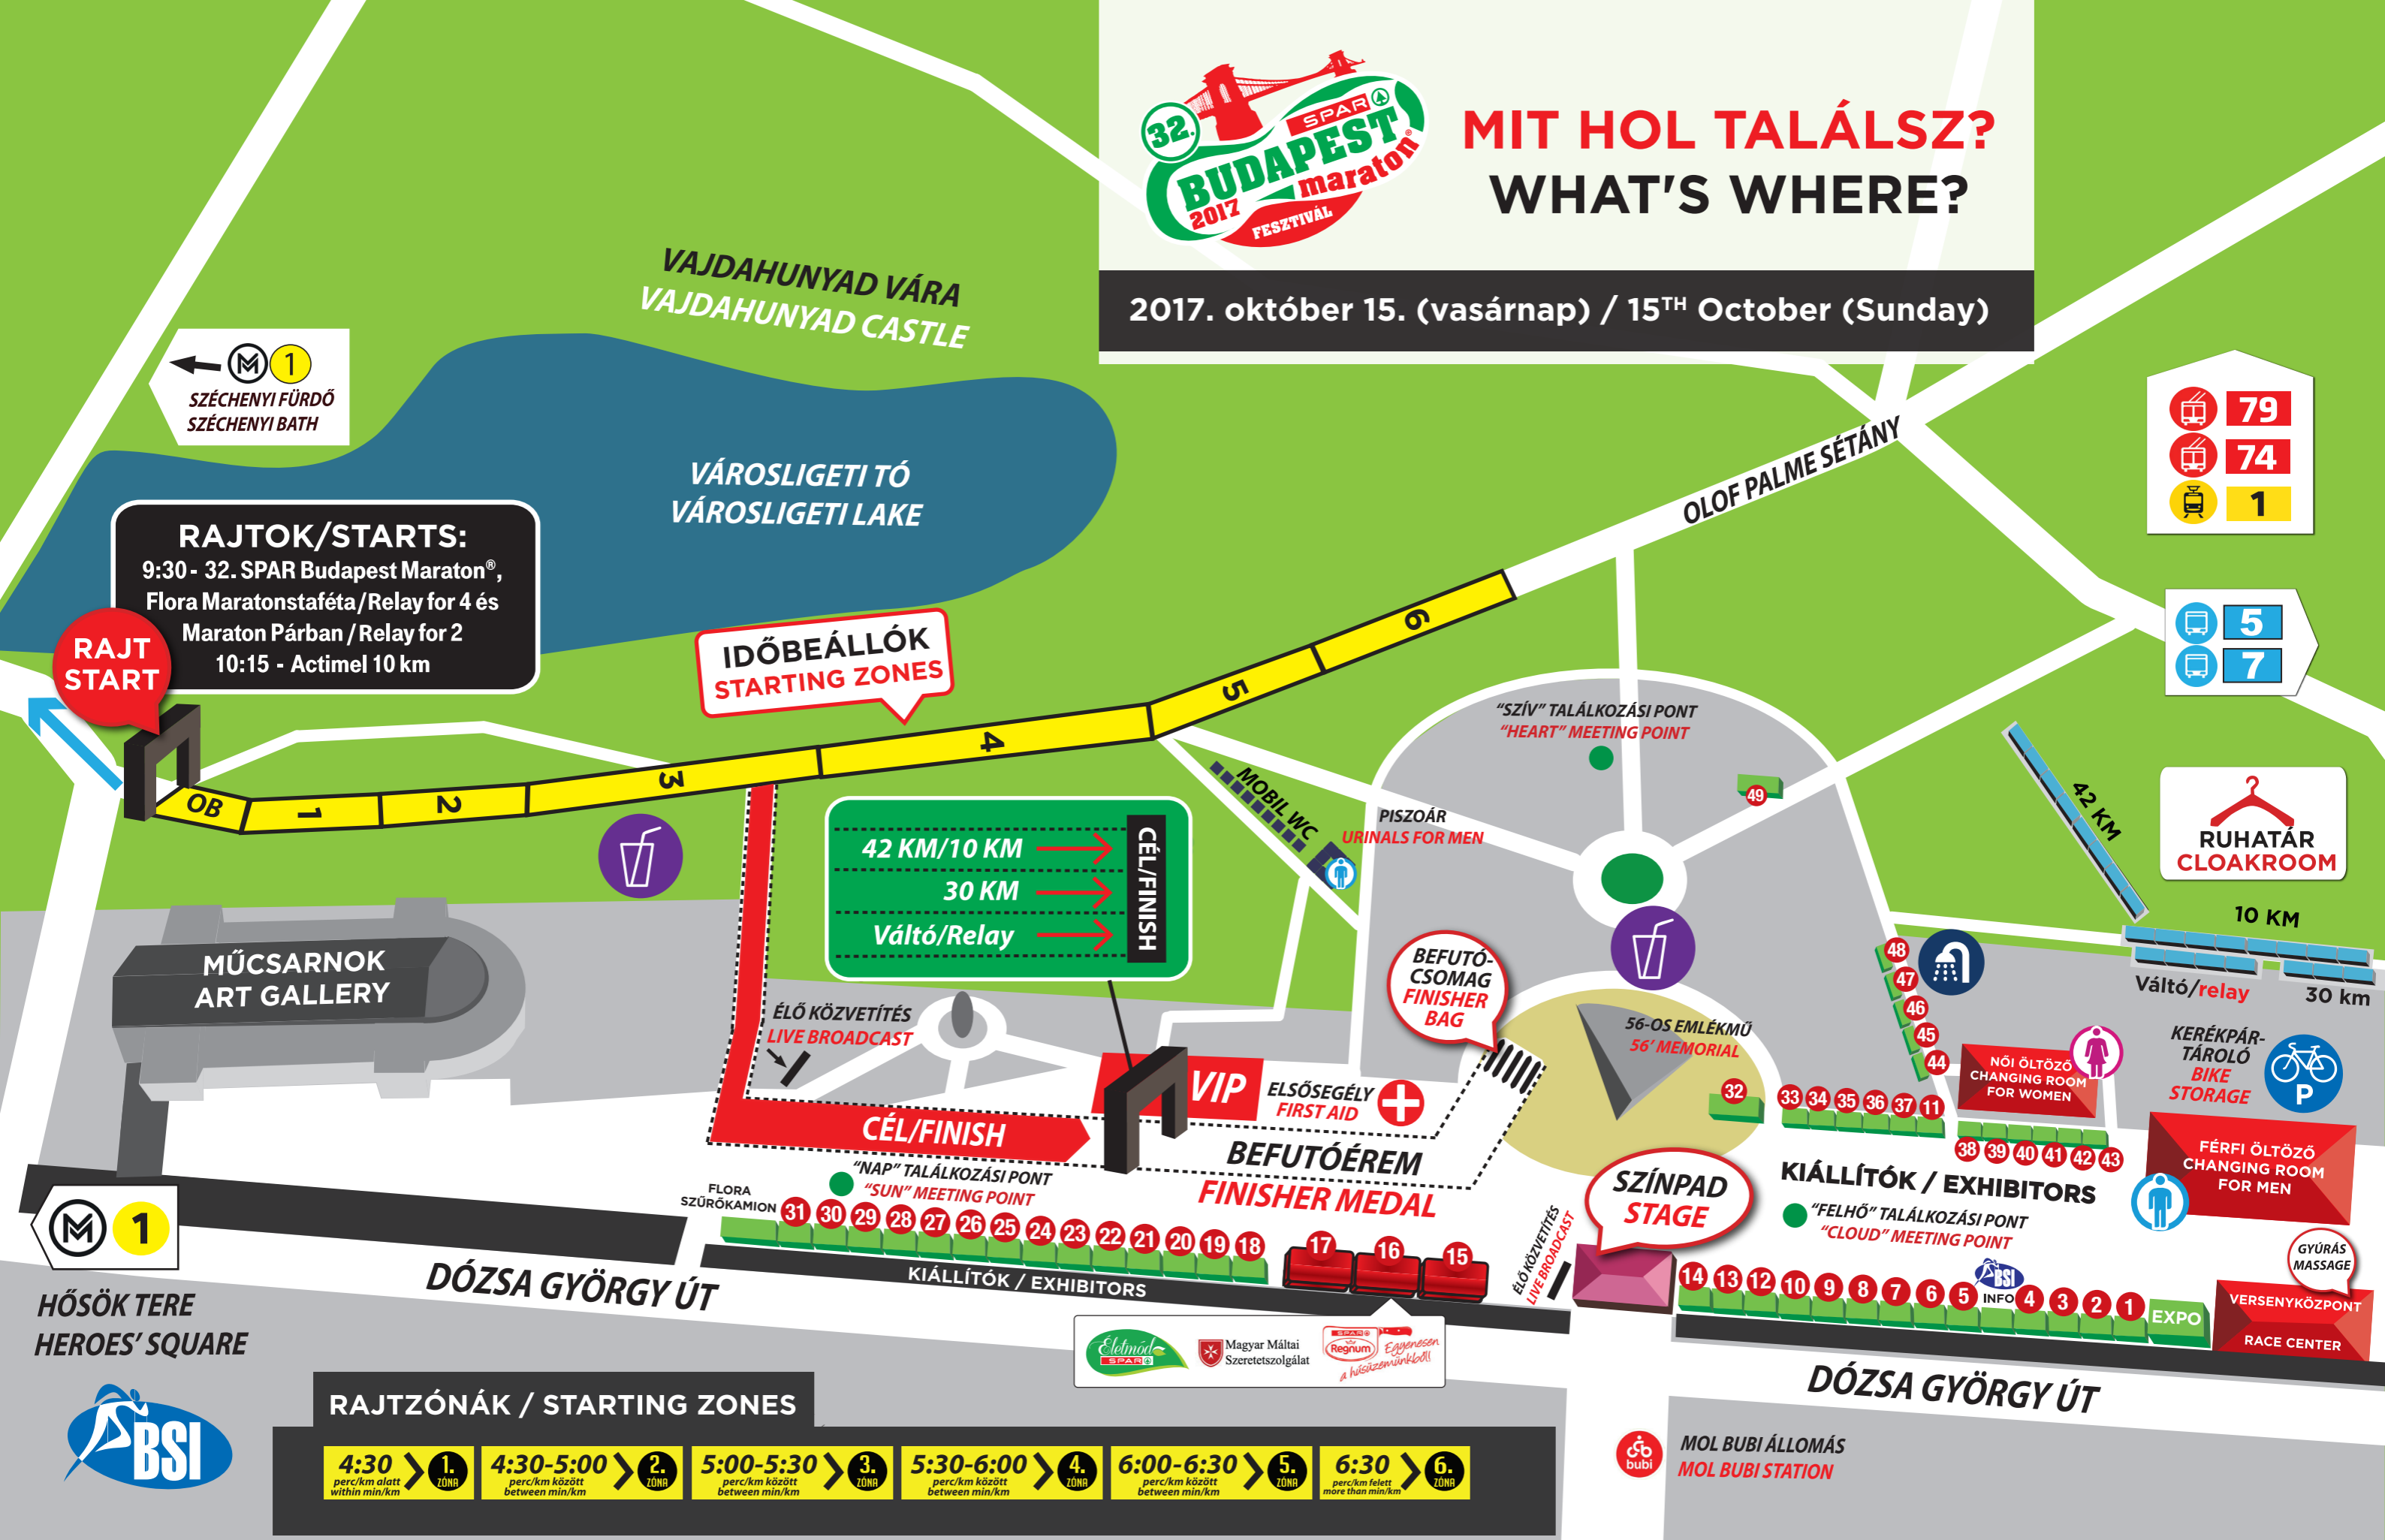 32.
SPAR
BUDAPEST
maraton®
2017
FESZTIVÁL
MIT HOL TALÁLSZ?
WHAT'S WHERE?
2017. október 15. (vasárnap) / 15TH October (Sunday)
VAJDAHUNYAD VÁRA
VAJDAHUNYAD CASTLE
M 1
SZÉCHENYI FÜRDŐ
SZÉCHENYI BATH
VÁROSLIGETI TÓ
VÁROSLIGETI LAKE
OLOF PALME SÉTÁNY
79
74
1
5
7
RAJTOK/STARTS:
9:30 - 32. SPAR Budapest Maraton®,
Flora Maratonstaféta/Relay for 4 és
Maraton Párban / Relay for 2
10:15 - Actimel 10 km
RAJT
START
IDŐBEÁLLÓK
STARTING ZONES
OB
1
2
3
4
5
6
"SZÍV" TALÁLKOZÁSI PONT
"HEART" MEETING POINT
49
MOBIL WC
PISZOÁR
URINALS FOR MEN
42 KM/10 KM
30 KM
Váltó/Relay
CÉL/FINISH
42 KM
RUHATÁR
CLOAKROOM
10 KM
Váltó/relay
30 km
MŰCSARNOK
ART GALLERY
ÉLŐ KÖZVETÍTÉS
LIVE BROADCAST
BEFUTÓ-
CSOMAG
FINISHER
BAG
56-OS EMLÉKMŰ
56' MEMORIAL
48
47
46
45
44
NŐI ÖLTÖZŐ
CHANGING ROOM
FOR WOMEN
KERÉKPÁR-
TÁROLÓ
BIKE
STORAGE
P
VIP
ELSŐSEGÉLY
FIRST AID
32
33 34 35 36 37 11
38 39 40 41 42 43
FÉRFI ÖLTÖZŐ
CHANGING ROOM
FOR MEN
CÉL/FINISH
BEFUTÓÉREM
FINISHER MEDAL
"NAP" TALÁLKOZÁSI PONT
"SUN" MEETING POINT
SZÍNPAD
STAGE
KIÁLLÍTÓK / EXHIBITORS
"FELHŐ" TALÁLKOZÁSI PONT
"CLOUD" MEETING POINT
FLORA
SZŰRŐKAMION
31 30 29 28 27 26 25 24 23 22 21 20 19 18
17 16 15
ÉLŐ KÖZVETÍTÉS
LIVE BROADCAST
14 13 12 10 9 8 7 6 5
BSI
INFO
4 3 2 1
EXPO
GYÚRÁS
MASSAGE
VERSENYKÖZPONT
RACE CENTER
M 1
HŐSÖK TERE
HEROES' SQUARE
DÓZSA GYÖRGY ÚT
KIÁLLÍTÓK / EXHIBITORS
Életmód
SPAR
Magyar Máltai
Szeretetszolgálat
SPAR
Regnum
Egyenesen
a húsüzemünkből!
DÓZSA GYÖRGY ÚT
BSI
RAJTZÓNÁK / STARTING ZONES
4:30
perc/km alatt
within min/km
1.
ZÓNA
4:30-5:00
perc/km között
between min/km
2.
ZÓNA
5:00-5:30
perc/km között
between min/km
3.
ZÓNA
5:30-6:00
perc/km között
between min/km
4.
ZÓNA
6:00-6:30
perc/km között
between min/km
5.
ZÓNA
6:30
perc/km felett
more than min/km
6.
ZÓNA
bubi
MOL BUBI ÁLLOMÁS
MOL BUBI STATION